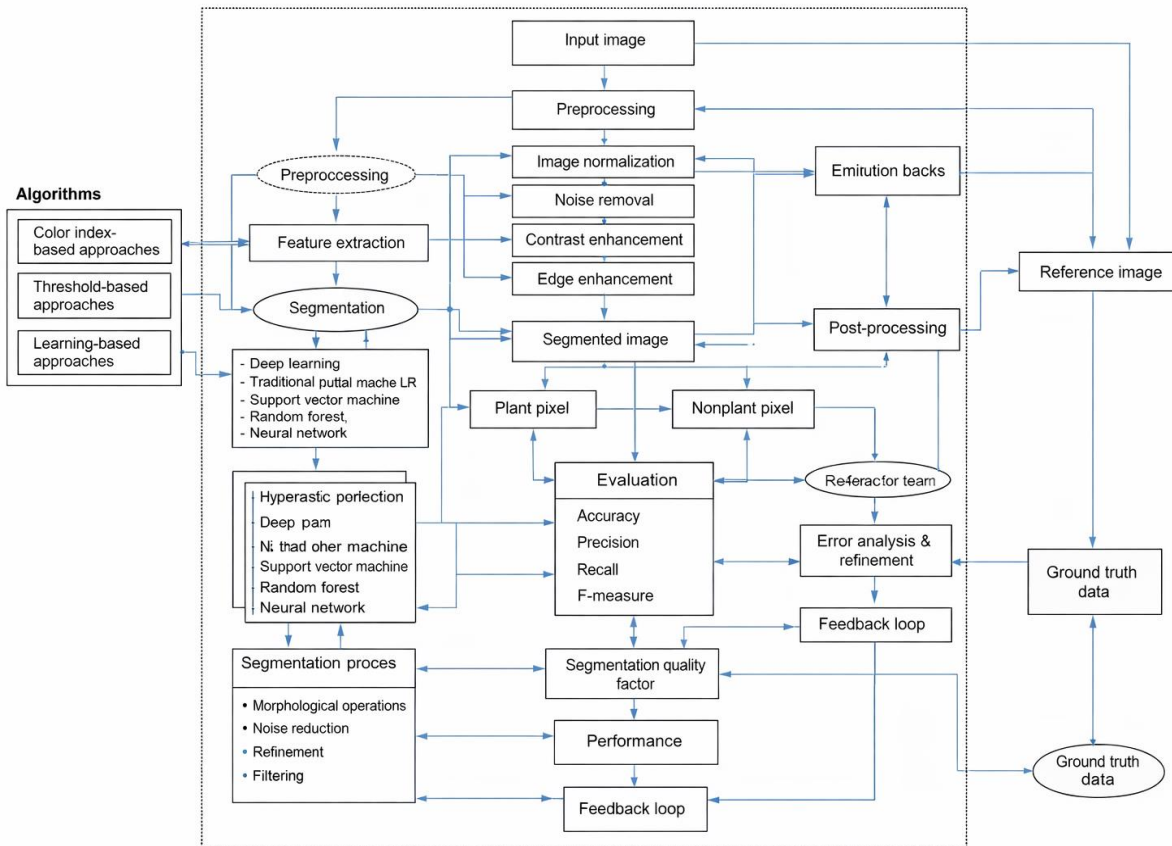 Input image
Preprocessing
Image normalization
Noise removal
Contrast enhancement
Edge enhancement
Segmented image
Emitution backs
Reference image
Post-processing
Preproccessing
Feature extraction
Segmentation
Algorithms
Color index-
based approaches
Threshold-based
approaches
Learning-based
approaches
- Deep learning
- Traditional puttal mache LR
- Support vector machine
- Random forest,
- Neural network
Plant pixel
Nonplant pixel
Hyperastic perlection
Deep pam
that oher machine
Support vector machine
Random forest
Neural network
Evaluation
Accuracy
Precision
Recall
F-measure
team
Error analysis &
refinement
Ground truth
data
Feedback loop
Segmentation proces
• Morphological operations
• Noise reduction
• Refinement
• Filtering
Segmentation quality
factor
Performance
Feedback loop
Ground truth
data